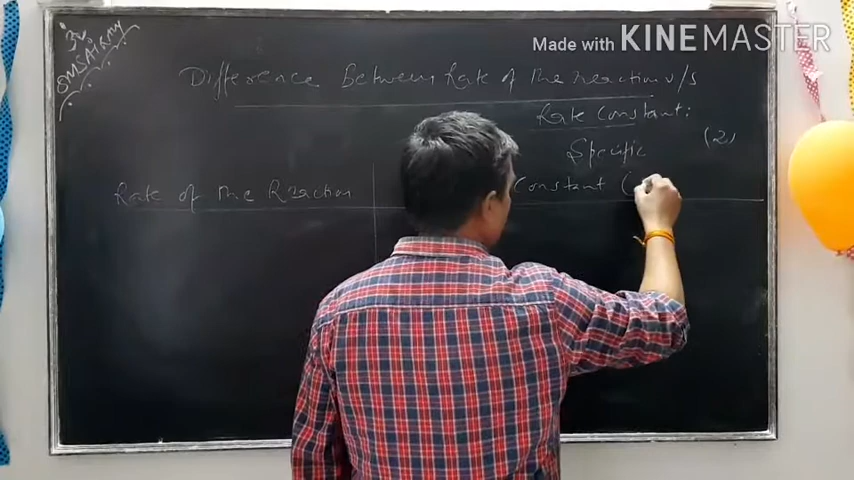 Made with KINEMASTER
ॐ
OMSAIRAM
Difference Between Rate of The reaction v/s
Rate Constant:
Specific (2)
Rate of The Reaction Constant (